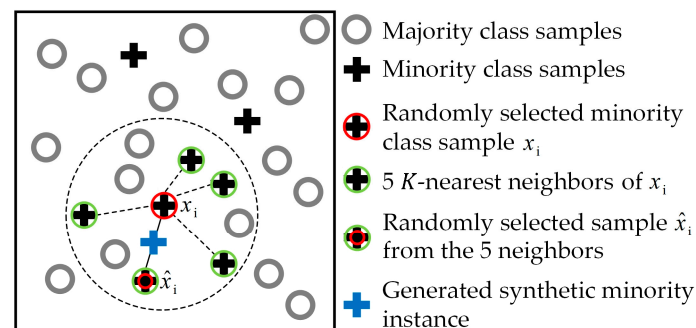 Majority class samples
Minority class samples
Randomly selected minority
class sample xᵢ
5 K-nearest neighbors of xᵢ
Randomly selected sample x̂ᵢ
from the 5 neighbors
Generated synthetic minority
instance
xᵢ
x̂ᵢ